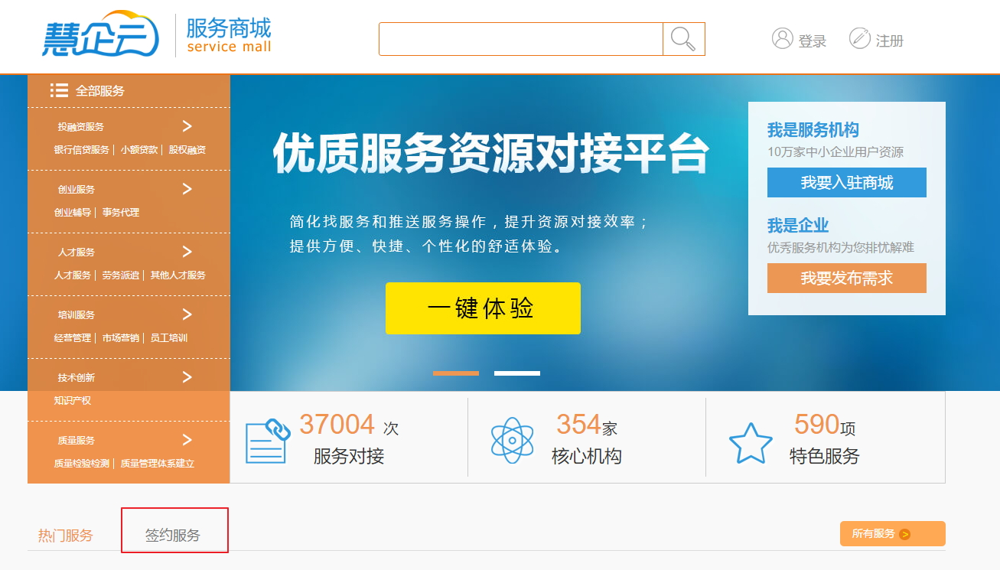 慧企云
服务商城
service mall
登录
注册
全部服务
投融资服务
银行信贷服务 | 小额贷款 | 股权融资
创业服务
创业辅导 | 事务代理
人才服务
人才服务 | 劳务派遣 | 其他人才服务
培训服务
经营管理 | 市场营销 | 员工培训
技术创新
知识产权
质量服务
质量检验检测 | 质量管理体系建立
优质服务资源对接平台
简化找服务和推送服务操作，提升资源对接效率；
提供方便、快捷、个性化的舒适体验。
一键体验
我是服务机构
10万家中小企业用户资源
我要入驻商城
我是企业
优秀服务机构为您排忧解难
我要发布需求
37004 次
服务对接
354家
核心机构
590项
特色服务
热门服务
签约服务
所有服务 >